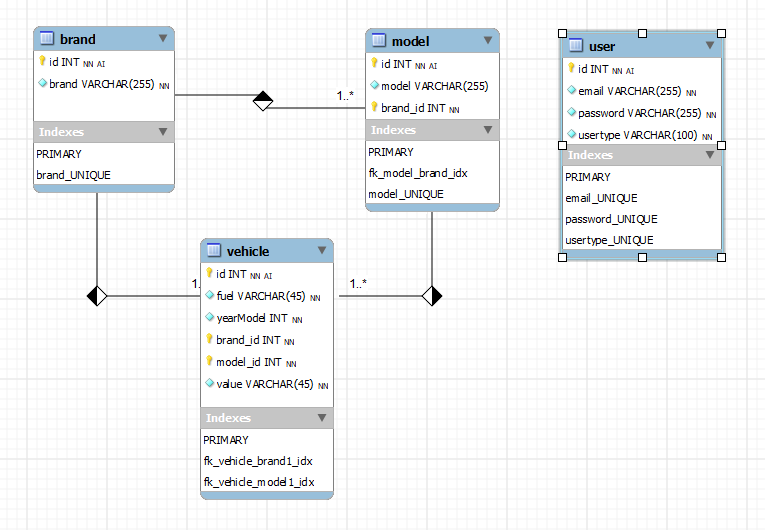 brand
id INT NN AI
brand VARCHAR(255) NN
Indexes
PRIMARY
brand_UNIQUE
1..*
model
id INT NN AI
model VARCHAR(255)
brand_id INT NN
Indexes
PRIMARY
fk_model_brand_idx
model_UNIQUE
user
id INT NN AI
email VARCHAR(255) NN
password VARCHAR(255) NN
usertype VARCHAR(100) NN
Indexes
PRIMARY
email_UNIQUE
password_UNIQUE
usertype_UNIQUE
1.
vehicle
id INT NN AI
fuel VARCHAR(45) NN
yearModel INT NN
brand_id INT NN
model_id INT NN
value VARCHAR(45) NN
Indexes
PRIMARY
fk_vehicle_brand1_idx
fk_vehicle_model1_idx
1..*